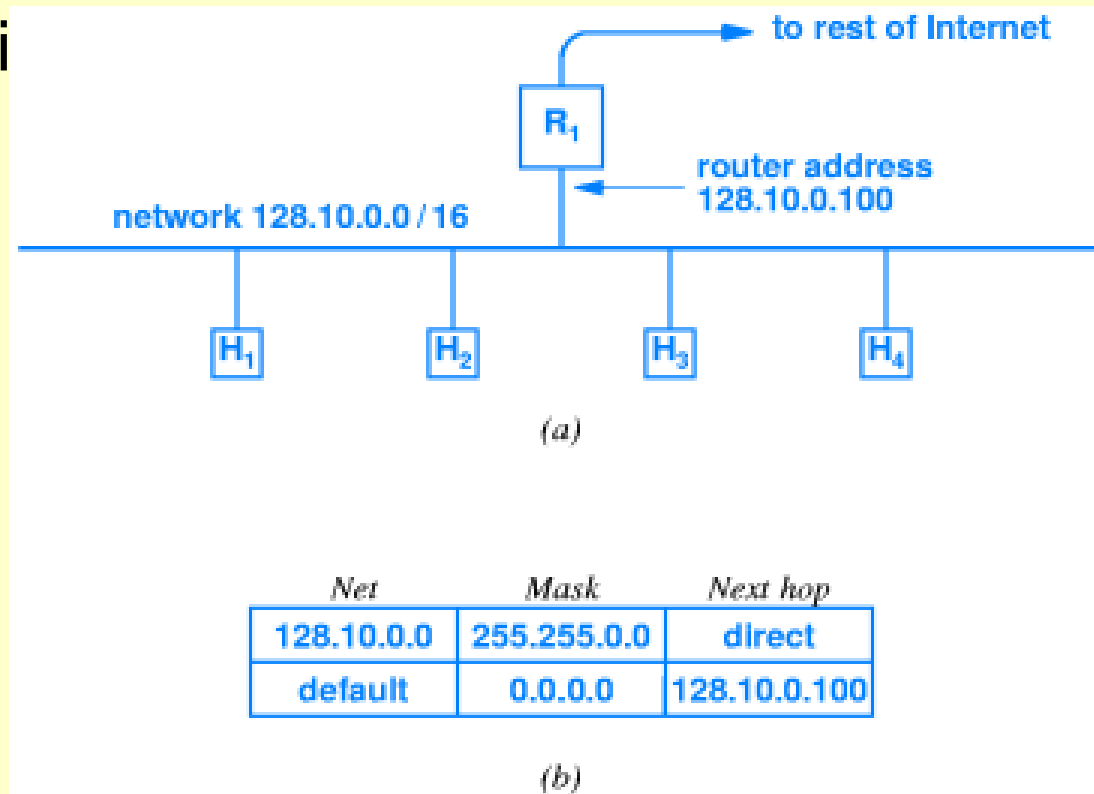 i
to rest of Internet
R₁
router address
128.10.0.100
network 128.10.0.0 / 16
H₁ H₂ H₃ H₄
(a)
Net Mask Next hop
128.10.0.0 255.255.0.0 direct
default 0.0.0.0 128.10.0.100
(b)